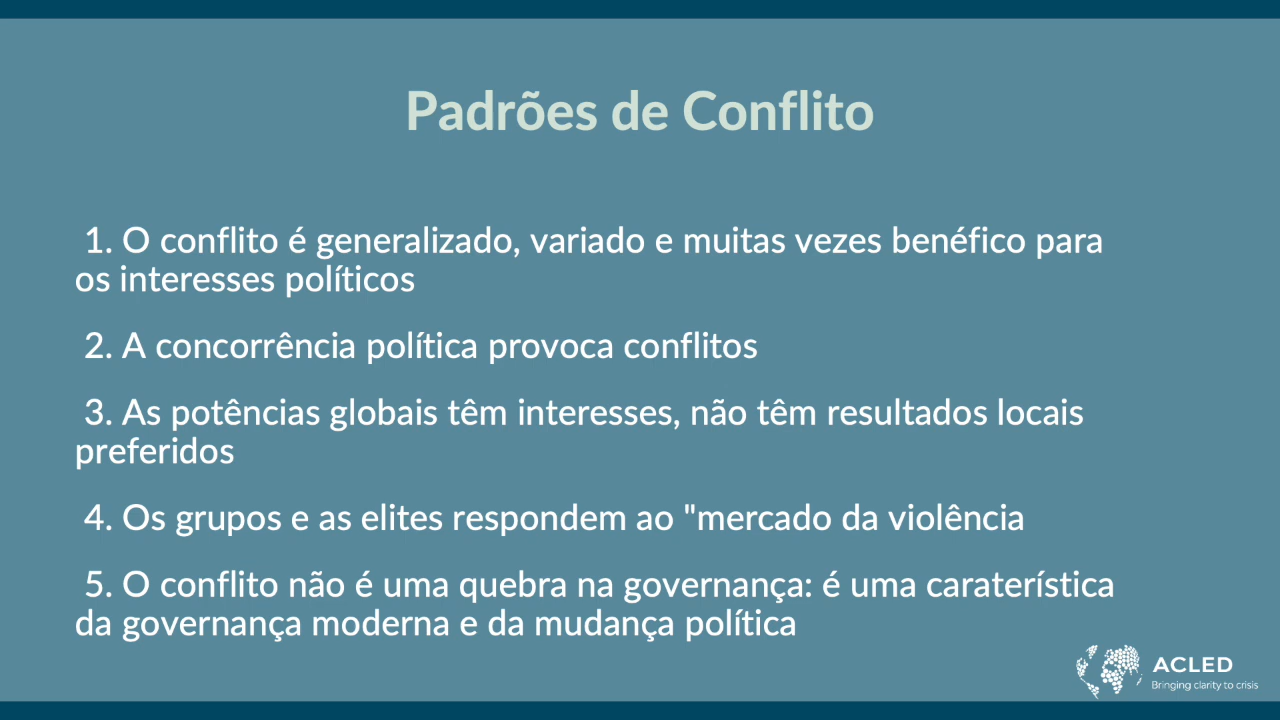 Padrões de Conflito
1. O conflito é generalizado, variado e muitas vezes benéfico para
os interesses políticos
2. A concorrência política provoca conflitos
3. As potências globais têm interesses, não têm resultados locais
preferidos
4. Os grupos e as elites respondem ao "mercado da violência
5. O conflito não é uma quebra na governança: é uma caraterística
da governança moderna e da mudança política
ACLED
Bringing clarity to crisis